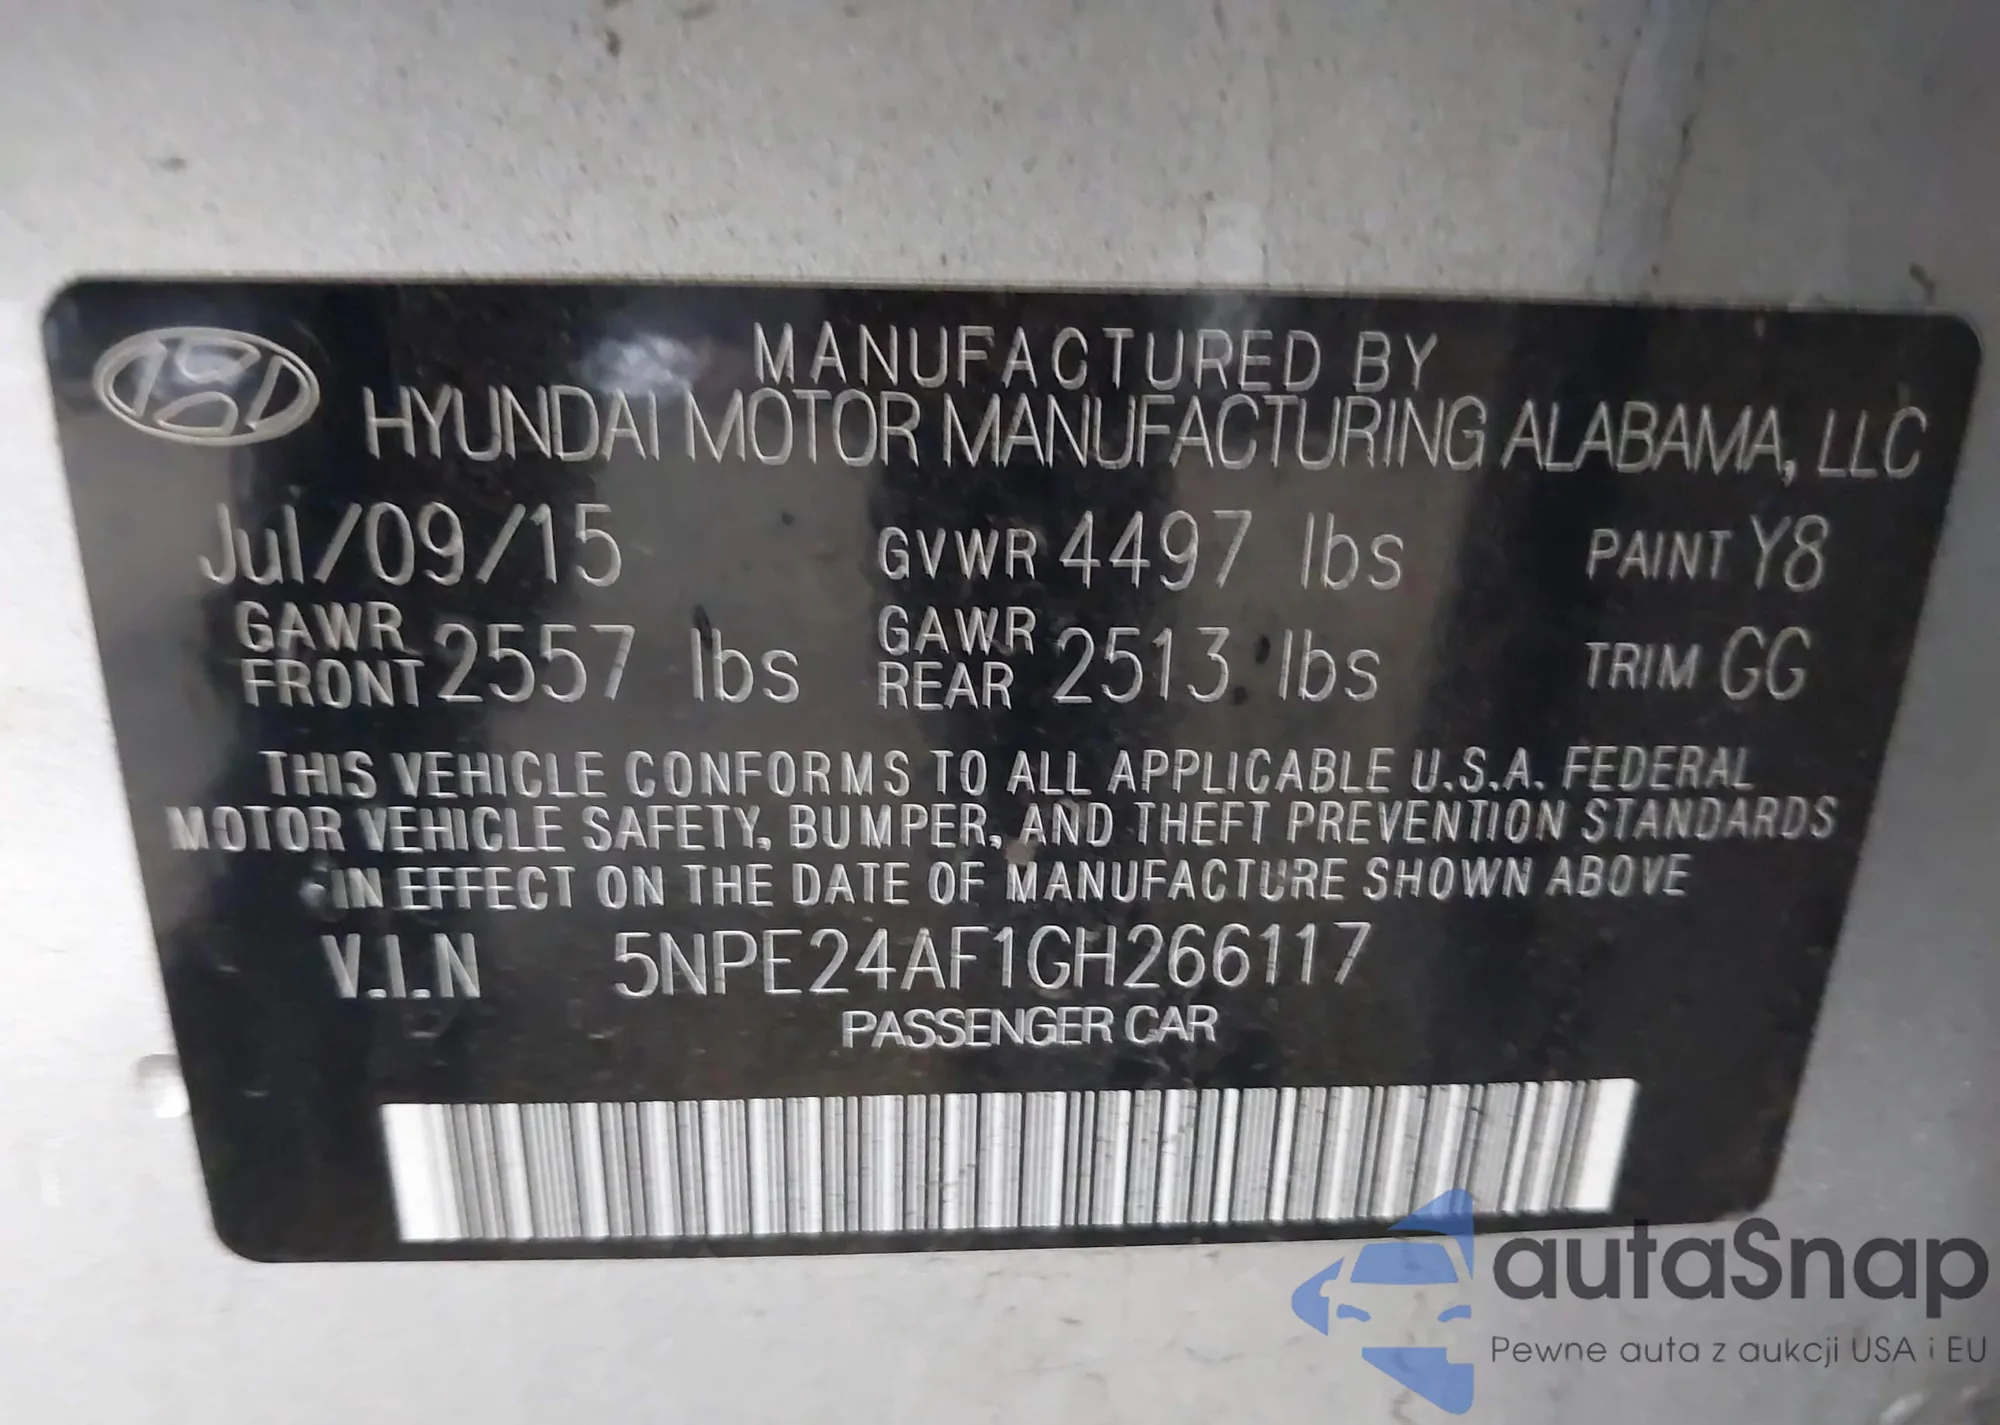 MANUFACTURED BY
HYUNDAI MOTOR MANUFACTURING ALABAMA, LLC
Jul/09/15 GVWR 4497 lbs PAINT Y8
GAWR FRONT 2557 lbs GAWR REAR 2513 lbs TRIM GG
THIS VEHICLE CONFORMS TO ALL APPLICABLE U.S.A. FEDERAL
MOTOR VEHICLE SAFETY, BUMPER, AND THEFT PREVENTION STANDARDS
IN EFFECT ON THE DATE OF MANUFACTURE SHOWN ABOVE
V.I.N 5NPE24AF1GH266117
PASSENGER CAR
autaSnap
Pewne auta z aukcji USA i EU